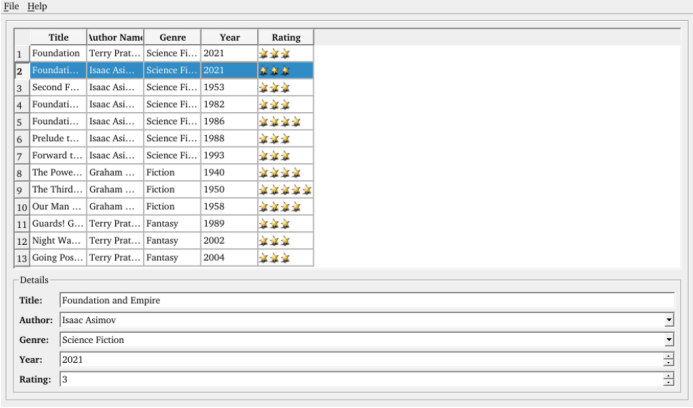 File Help
Title Author Name Genre Year Rating
1 Foundation Terry Prat... Science Fi... 2021
2 Foundati... Isaac Asi... Science Fi... 2021
3 Second F... Isaac Asi... Science Fi... 1953
4 Foundati... Isaac Asi... Science Fi... 1982
5 Foundati... Isaac Asi... Science Fi... 1986
6 Prelude t... Isaac Asi... Science Fi... 1988
7 Forward t... Isaac Asi... Science Fi... 1993
8 The Powe... Graham ... Fiction 1940
9 The Third... Graham ... Fiction 1950
10 Our Man ... Graham ... Fiction 1958
11 Guards! G... Terry Prat... Fantasy 1989
12 Night Wa... Terry Prat... Fantasy 2002
13 Going Pos... Terry Prat... Fantasy 2004
Details
Title: Foundation and Empire
Author: Isaac Asimov
Genre: Science Fiction
Year: 2021
Rating: 3